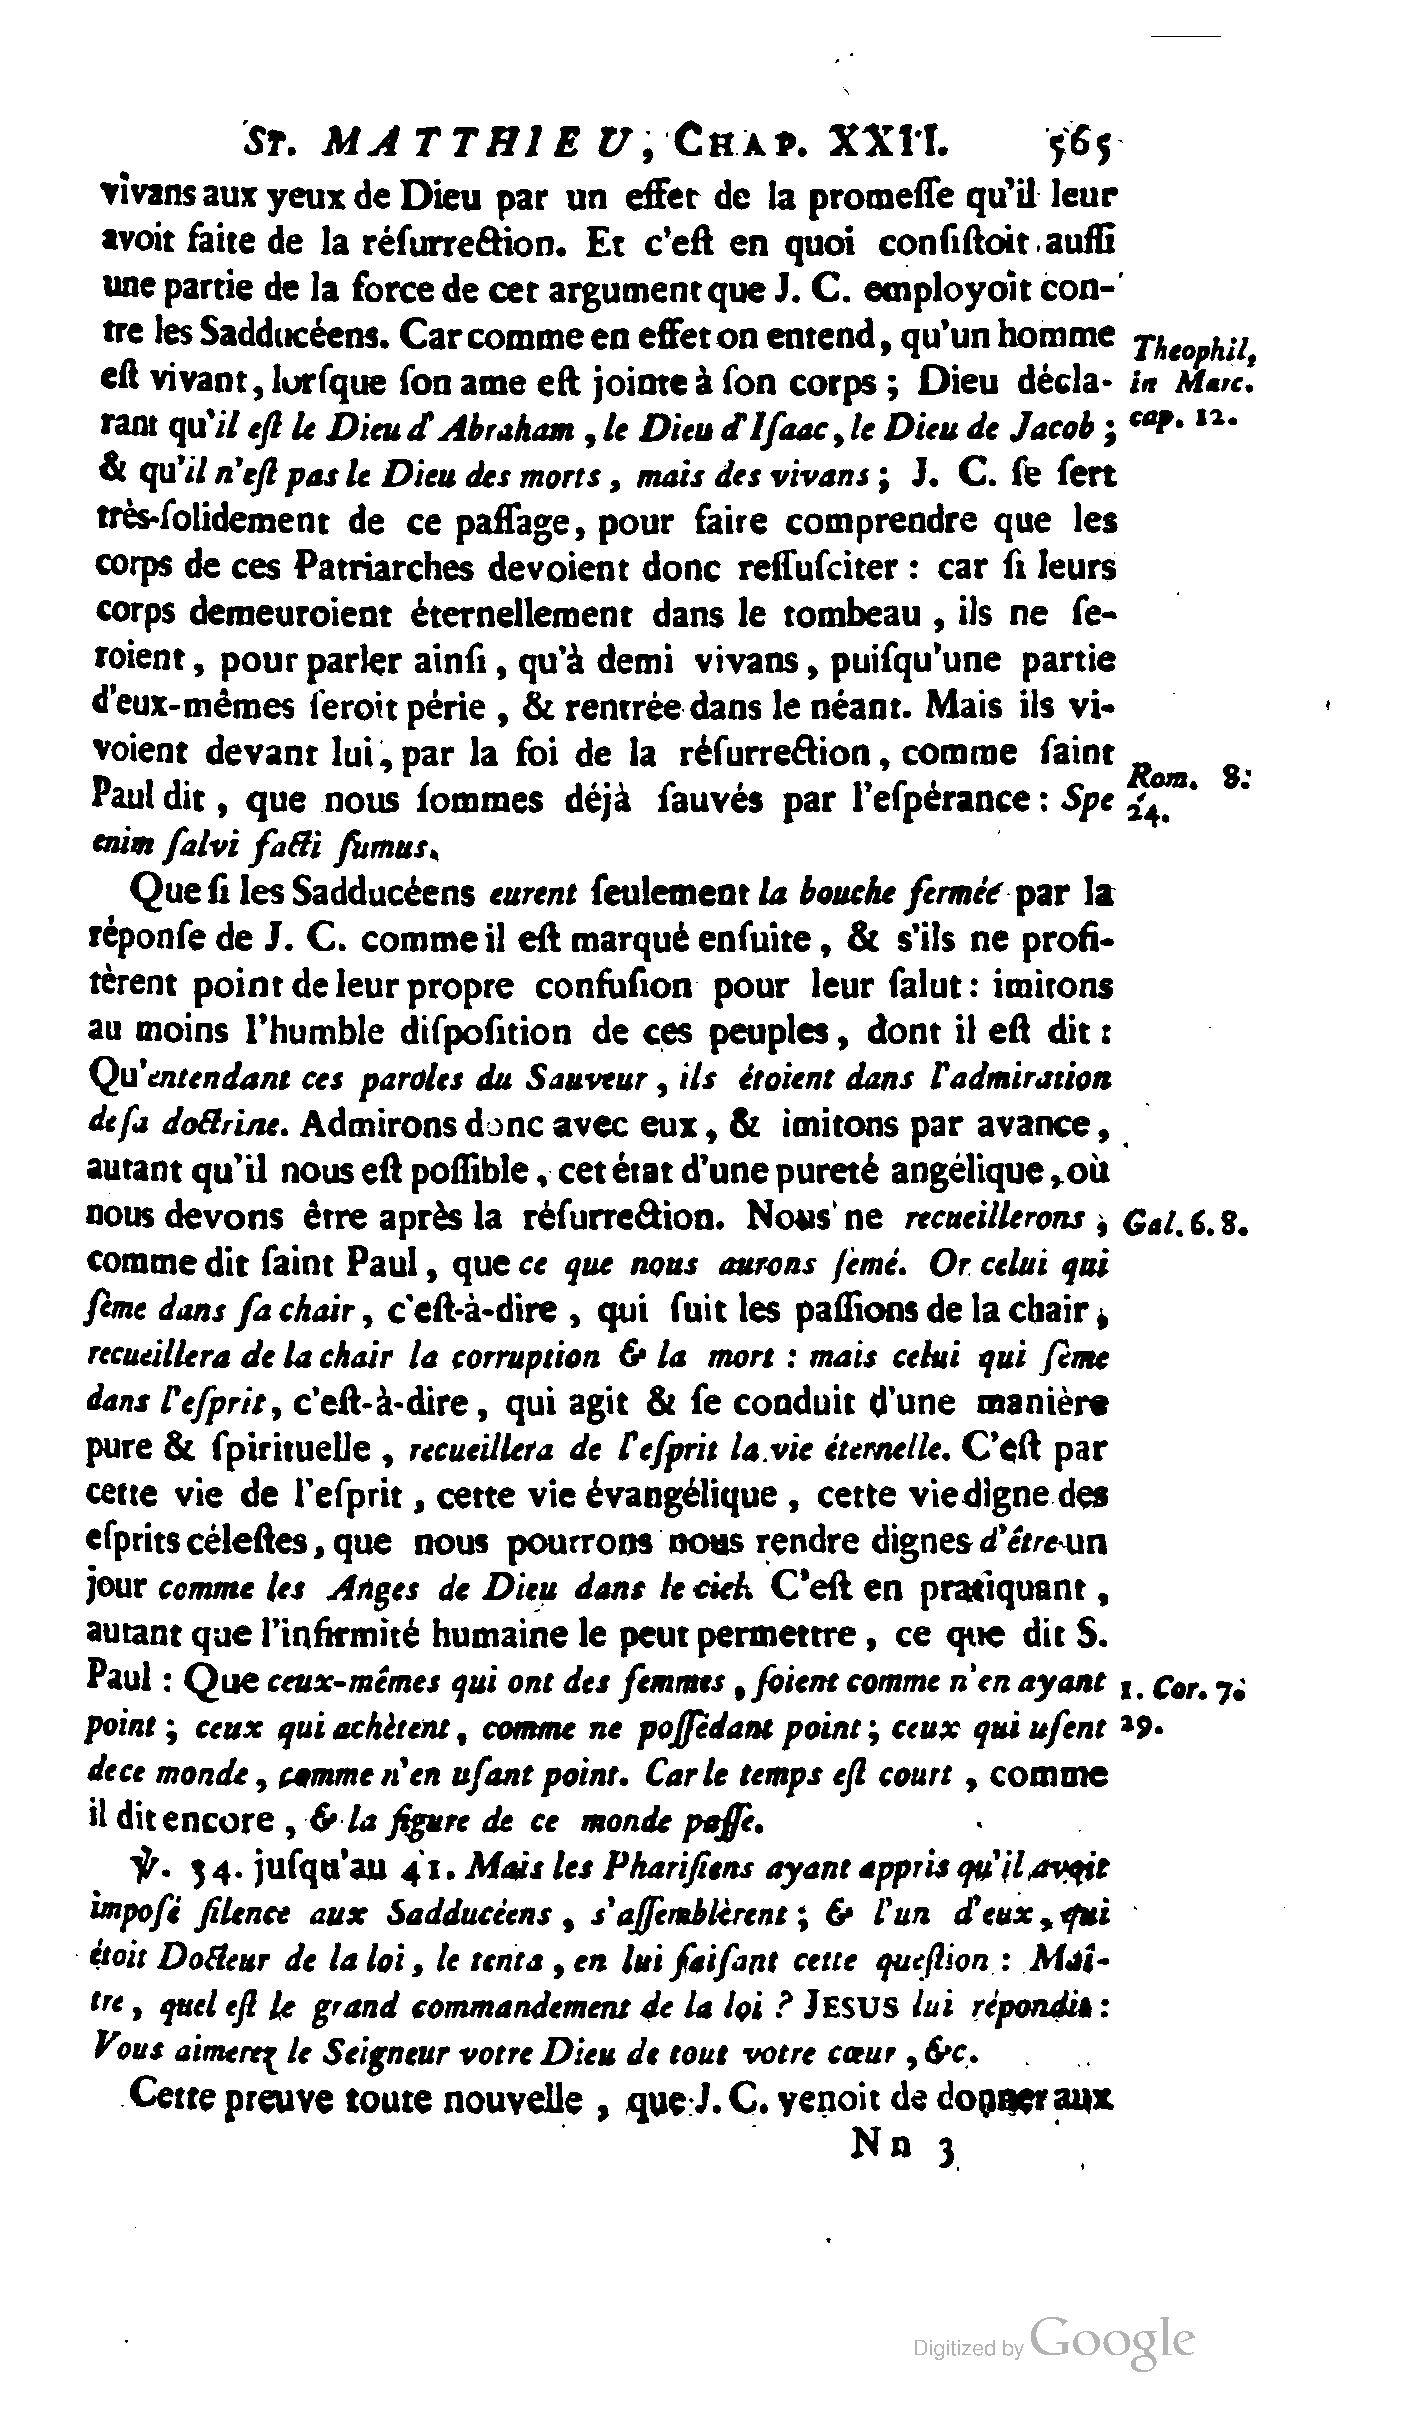 St. MATTHIEU, CHAP. XXII. 565
vivans aux yeux de Dieu par un effet de la promeſſe qu'il leur
avoit faite de la réſurrection. Et c'eſt en quoi conſiſtoit auſſi
une partie de la force de cet argument que J. C. employoit con-
tre les Sadducéens. Car comme en effet on entend, qu'un homme
eſt vivant, lorſque ſon ame eſt jointe à ſon corps ; Dieu décla-
rant qu'il eſt le Dieu d'Abraham, le Dieu d'Iſaac, le Dieu de Jacob ;
& qu'il n'eſt pas le Dieu des morts, mais des vivans ; J. C. ſe ſert
très-ſolidement de ce paſſage, pour faire comprendre que les
corps de ces Patriarches devoient donc reſſuſciter : car ſi leurs
corps demeuroient éternellement dans le tombeau, ils ne ſe-
roient, pour parler ainſi, qu'à demi vivans, puiſqu'une partie
d'eux-mêmes ſeroit périe, & rentrée dans le néant. Mais ils vi-
voient devant lui, par la foi de la réſurrection, comme ſaint
Paul dit, que nous ſommes déjà ſauvés par l'eſpérance : Spe
enim ſalvi facti ſumus.
Theophil,
in Marc.
cap. 12.
Rom. 8:
24.
Que ſi les Sadducéens eurent ſeulement la bouche fermée par la
réponſe de J. C. comme il eſt marqué enſuite, & s'ils ne profi-
tèrent point de leur propre confuſion pour leur ſalut : imitons
au moins l'humble diſpoſition de ces peuples, dont il eſt dit :
Qu'entendant ces paroles du Sauveur, ils étoient dans l'admiration
de ſa doctrine. Admirons donc avec eux, & imitons par avance,
autant qu'il nous eſt poſſible, cet état d'une pureté angélique, où
nous devons être après la réſurrection. Nous ne recueillerons,
comme dit ſaint Paul, que ce que nous aurons ſemé. Or celui qui
ſème dans ſa chair, c'eſt-à-dire, qui ſuit les paſſions de la chair,
recueillera de la chair la corruption & la mort : mais celui qui ſème
dans l'eſprit, c'eſt-à-dire, qui agit & ſe conduit d'une manière
pure & ſpirituelle, recueillera de l'eſprit la vie éternelle. C'eſt par
cette vie de l'eſprit, cette vie évangélique, cette vie digne des
eſprits céleſtes, que nous pourrons nous rendre dignes d'être un
jour comme les Anges de Dieu dans le ciel. C'eſt en pratiquant,
autant que l'infirmité humaine le peut permettre, ce que dit S.
Paul : Que ceux-mêmes qui ont des femmes, ſoient comme n'en ayant
point ; ceux qui achètent, comme ne poſſédant point ; ceux qui uſent
de ce monde, comme n'en uſant point. Car le temps eſt court, comme
il dit encore, & la figure de ce monde paſſe.
Gal. 6. 8.
1. Cor. 7:
29.
℣. 34. juſqu'au 41. Mais les Phariſiens ayant appris qu'il avoit
impoſé ſilence aux Sadducéens, s'aſſemblèrent ; & l'un d'eux, qui
étoit Docteur de la loi, le tenta, en lui faiſant cette queſtion : Maî-
tre, quel eſt le grand commandement de la loi ? JESUS lui répondit :
Vous aimerez le Seigneur votre Dieu de tout votre cœur, &c.
Cette preuve toute nouvelle, que J. C. venoit de donner aux
Nn 3
Digitized by Google